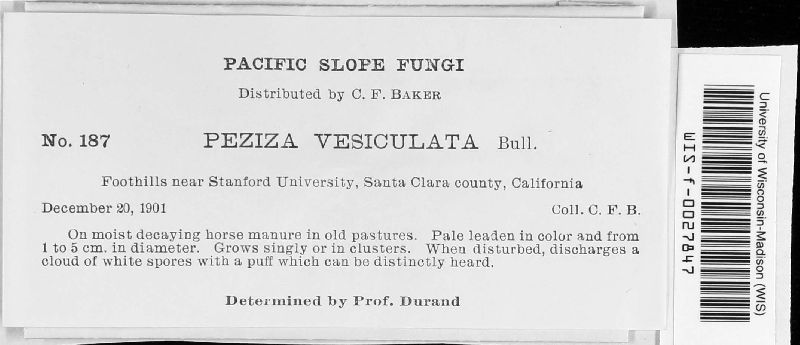 PACIFIC SLOPE FUNGI
Distributed by C. F. BAKER
No. 187 PEZIZA VESICULATA Bull.
Foothills near Stanford University, Santa Clara county, California
December 20, 1901 Coll. C. F. B.
On moist decaying horse manure in old pastures. Pale leaden in color and from
1 to 5 cm. in diameter. Grows singly or in clusters. When disturbed, discharges a
cloud of white spores with a puff which can be distinctly heard.
Determined by Prof. Durand
University of Wisconsin-Madison (WIS)
WIS-f-0027847